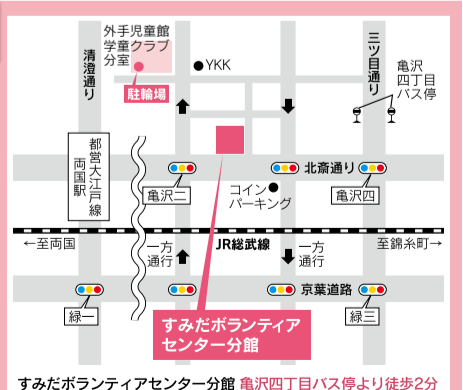 外手児童館
学童クラブ
分室
YKK
駐輪場
清澄通り
三ツ目通り
亀沢
四丁目
バス停
都営大江戸線
両国駅
北斎通り
亀沢二
コイン
パーキング
亀沢四
←至両国
一方
通行
JR総武線
一方
通行
至錦糸町→
京葉道路
緑一
緑三
すみだボランティア
センター分館
すみだボランティアセンター分館 亀沢四丁目バス停より徒歩2分